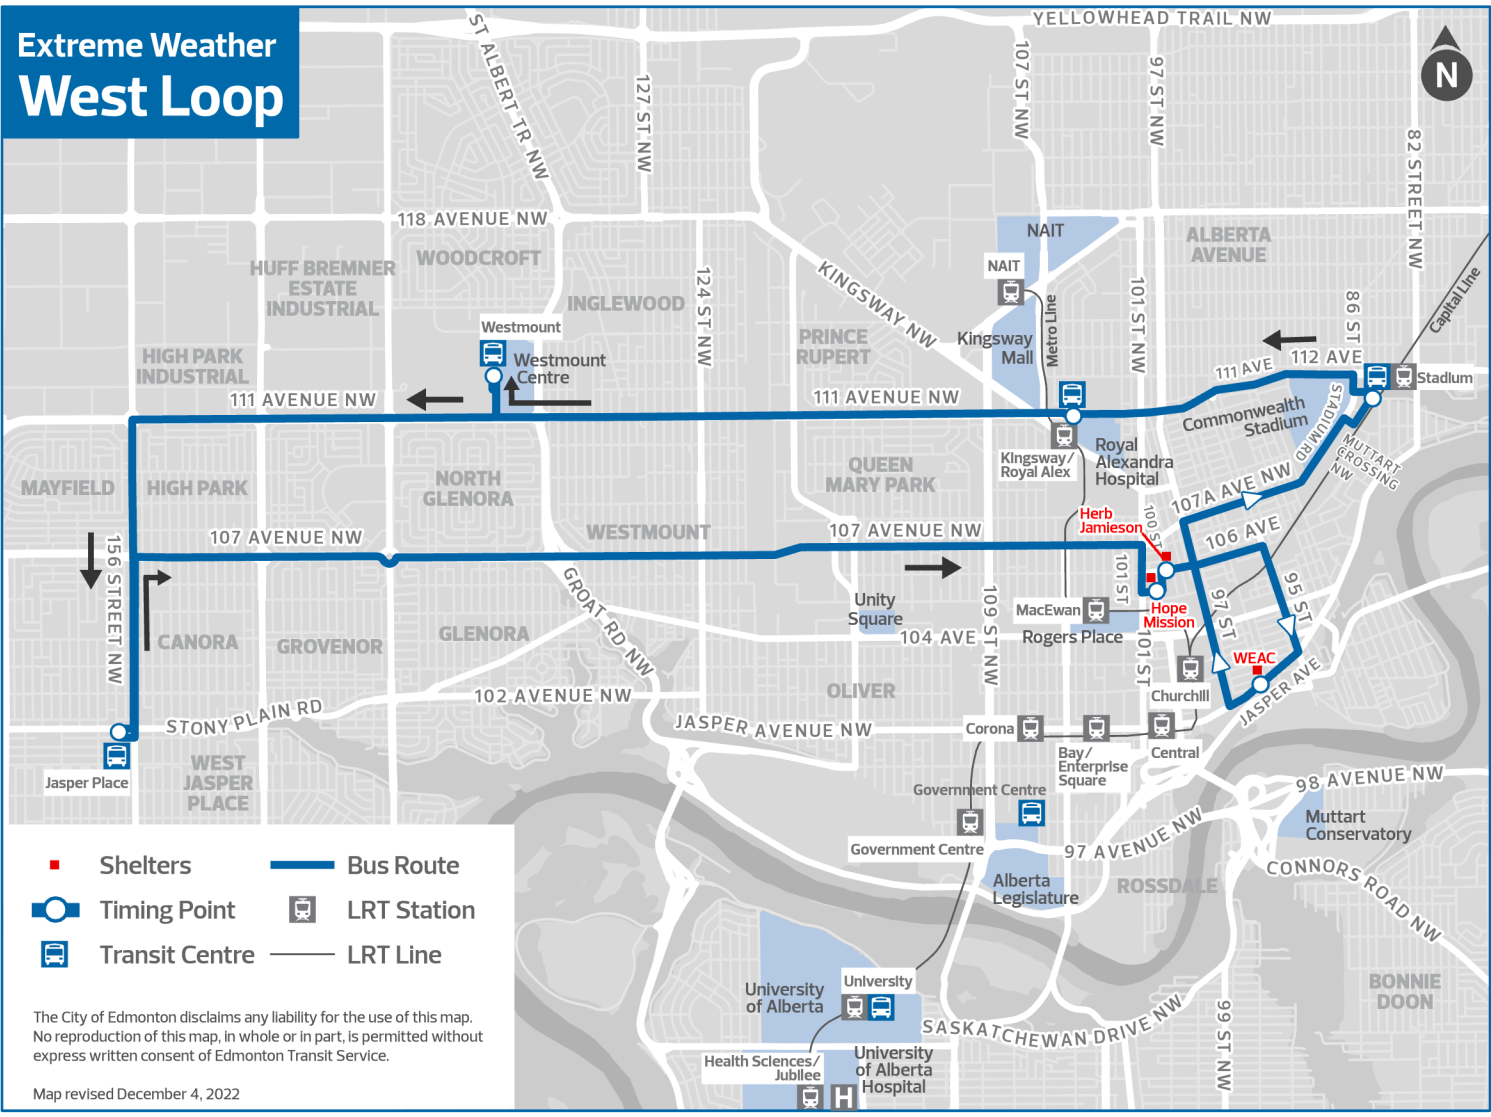 Extreme Weather
West Loop
YELLOWHEAD TRAIL NW
ST ALBERT TR NW
127 ST NW
107 ST NW
97 ST NW
N
82 STREET NW
118 AVENUE NW
NAIT
WOODCROFT
ALBERTA
AVENUE
HUFF BREMNER
ESTATE
INDUSTRIAL
NAIT
KINGSWAY NW
124 ST NW
101 ST NW
86 ST
Capital Line
INGLEWOOD
Metro Line
Westmount
Kingsway
Mall
PRINCE
RUPERT
HIGH PARK
INDUSTRIAL
Westmount
Centre
111 AVE
112 AVE
Stadium
111 AVENUE NW
111 AVENUE NW
Commonwealth
Stadium
STADIUM RD
MUTTART
CROSSING
NW
Kingsway/
Royal Alex
Royal
Alexandra
Hospital
MAYFIELD
HIGH PARK
NORTH
GLENORA
QUEEN
MARY PARK
107A AVE NW
Herb
Jamieson
100 ST
106 AVE
107 AVENUE NW
WESTMOUNT
107 AVENUE NW
156 STREET NW
101 ST
95 ST
97 ST
GROAT RD NW
109 ST NW
Unity
Square
MacEwan
Hope
Mission
Rogers Place
104 AVE
101 ST
CANORA
GROVENOR
GLENORA
WEAC
Churchill
JASPER AVE
102 AVENUE NW
OLIVER
STONY PLAIN RD
JASPER AVENUE NW
Corona
Bay/
Enterprise
Square
Central
Jasper Place
WEST
JASPER
PLACE
Government Centre
98 AVENUE NW
Muttart
Conservatory
Government Centre
97 AVENUE NW
CONNORS ROAD NW
Alberta
Legislature
ROSSDALE
Shelters
Bus Route
Timing Point
LRT Station
Transit Centre
LRT Line
University
University
of Alberta
BONNIE
DOON
SASKATCHEWAN DRIVE NW
99 ST NW
Health Sciences/
Jubilee
University
of Alberta
Hospital
H
The City of Edmonton disclaims any liability for the use of this map.
No reproduction of this map, in whole or in part, is permitted without
express written consent of Edmonton Transit Service.
Map revised December 4, 2022